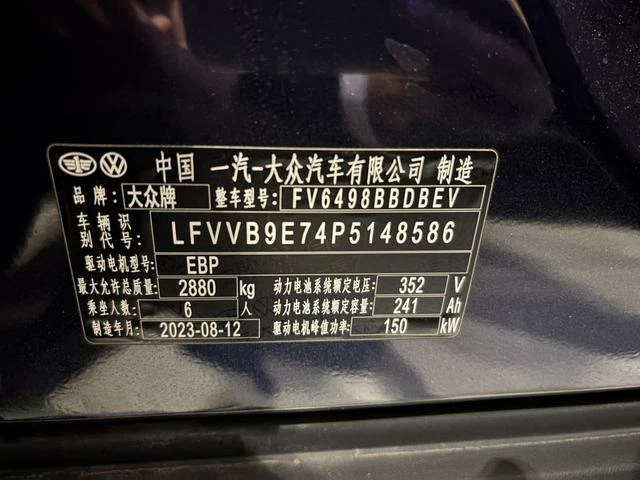 中国 一汽-大众汽车有限公司 制造
品 牌: 大众牌 整车型号: FV6498BBDBEV
车 辆 识别 代 号: LFVVB9E74P5148586
驱动电机型号: EBP
最大允许总质量: 2880 kg 动力电池系统额定电压: 352 V
乘坐人数: 6 人 动力电池系统额定容量: 241 Ah
制造年月: 2023-08-12 驱动电机峰值功率: 150 kW